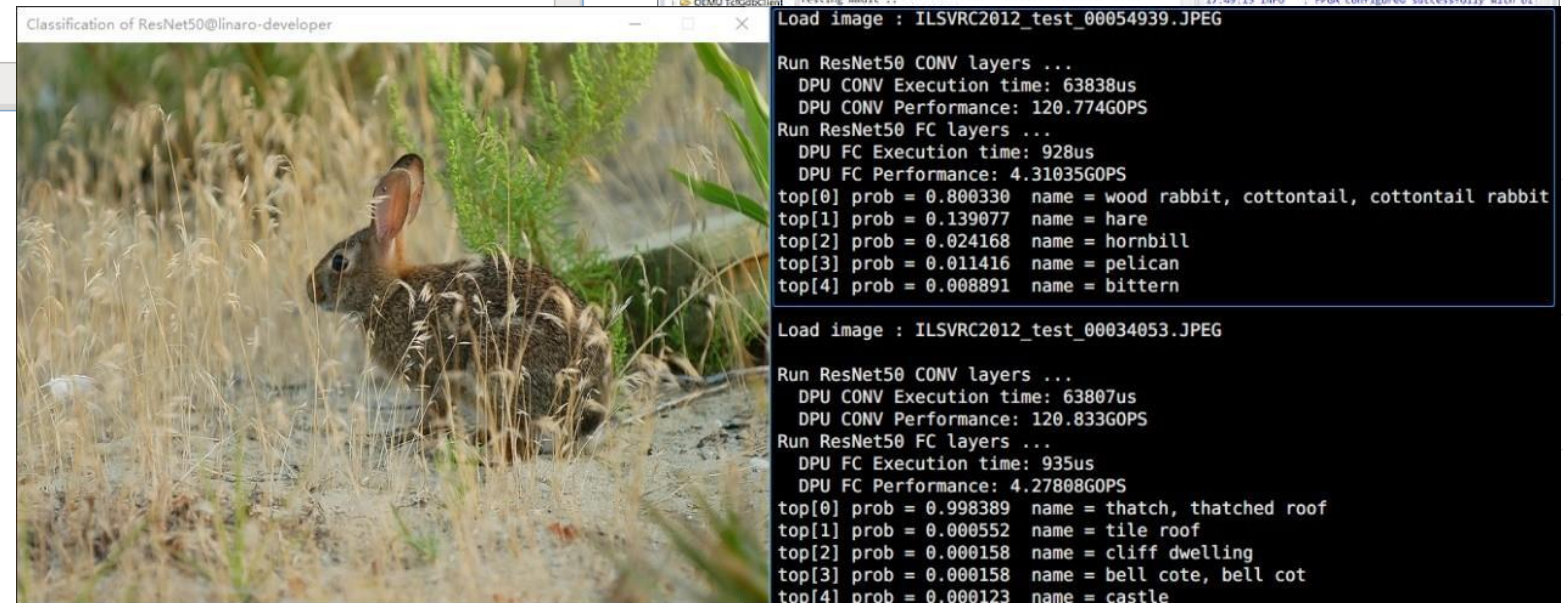 Classification of ResNet50@linaro-developer
Load image : ILSVRC2012_test_00054939.JPEG
Run ResNet50 CONV layers ...
DPU CONV Execution time: 63838us
DPU CONV Performance: 120.774GOPS
Run ResNet50 FC layers ...
DPU FC Execution time: 928us
DPU FC Performance: 4.31035GOPS
top[0] prob = 0.800330 name = wood rabbit, cottontail, cottontail rabbit
top[1] prob = 0.139077 name = hare
top[2] prob = 0.024168 name = hornbill
top[3] prob = 0.011416 name = pelican
top[4] prob = 0.008891 name = bittern
Load image : ILSVRC2012_test_00034053.JPEG
Run ResNet50 CONV layers ...
DPU CONV Execution time: 63807us
DPU CONV Performance: 120.833GOPS
Run ResNet50 FC layers ...
DPU FC Execution time: 935us
DPU FC Performance: 4.27808GOPS
top[0] prob = 0.998389 name = thatch, thatched roof
top[1] prob = 0.000552 name = tile roof
top[2] prob = 0.000158 name = cliff dwelling
top[3] prob = 0.000158 name = bell cote, bell cot
top[4] prob = 0.000123 name = castle